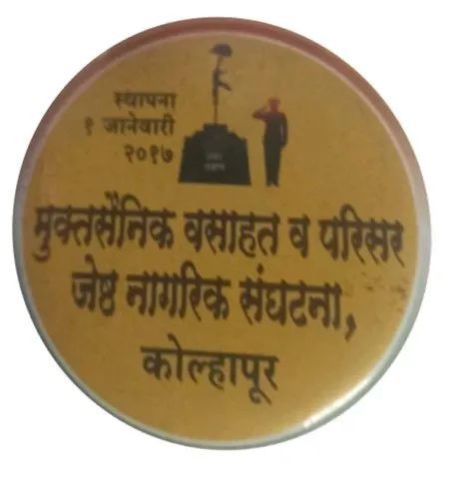 स्थापना
१ जानेवारी
२०१७
मुक्तसैनिक वसाहत व परिसर
जेष्ठ नागरिक संघटना,
कोल्हापूर